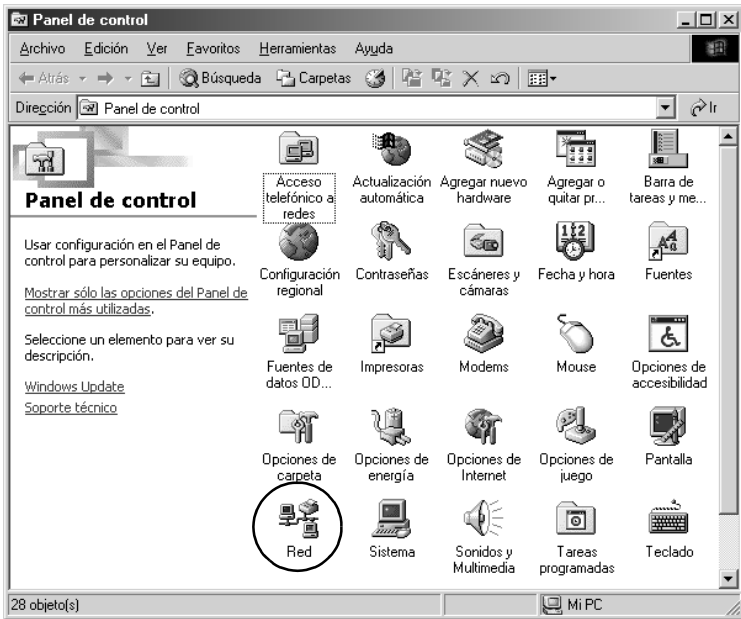 Panel de control
Archivo Edición Ver Favoritos Herramientas Ayuda
Atrás Búsqueda Carpetas
Dirección Panel de control Ir
Panel de control
Usar configuración en el Panel de
control para personalizar su equipo.
Mostrar sólo las opciones del Panel de
control más utilizadas.
Seleccione un elemento para ver su
descripción.
Windows Update
Soporte técnico
Acceso
telefónico a
redes
Actualización
automática
Agregar nuevo
hardware
Agregar o
quitar pr...
Barra de
tareas y me...
Configuración
regional
Contraseñas
Escáneres y
cámaras
Fecha y hora
Fuentes
Fuentes de
datos OD...
Impresoras
Modems
Mouse
Opciones de
accesibilidad
Opciones de
carpeta
Opciones de
energía
Opciones de
Internet
Opciones de
juego
Pantalla
Red
Sistema
Sonidos y
Multimedia
Tareas
programadas
Teclado
28 objeto(s) Mi PC